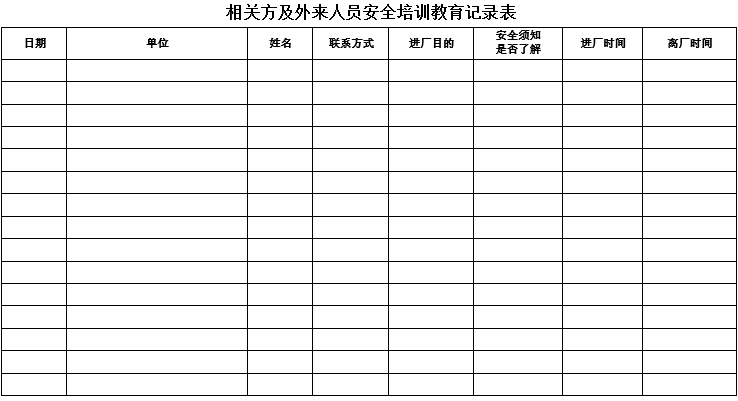 相关方及外来人员安全培训教育记录表
日期 单位 姓名 联系方式 进厂目的 安全须知 是否了解 进厂时间 离厂时间